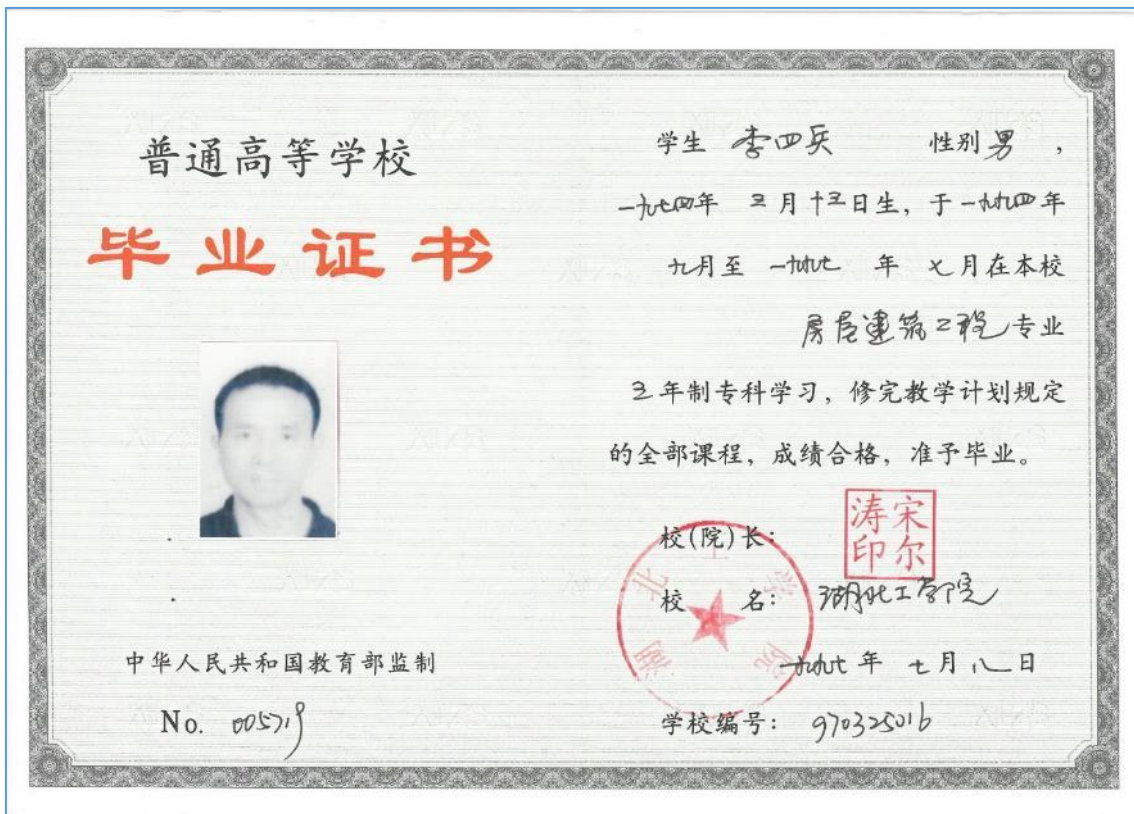 普通高等学校
毕业证书
中华人民共和国教育部监制
No. 005719
学生 李四兵 性别 男 ,
一九七四年 三月十三日生, 于一九九四年
九月至 一九九七 年 七月在本校
房屋建筑工程专业
三年制专科学习, 修完教学计划规定
的全部课程, 成绩合格, 准予毕业。
校(院)长:
宋尔涛印
校 名: 湖北工学院
湖北工学院
一九九七年 七月八日
学校编号: 970325016